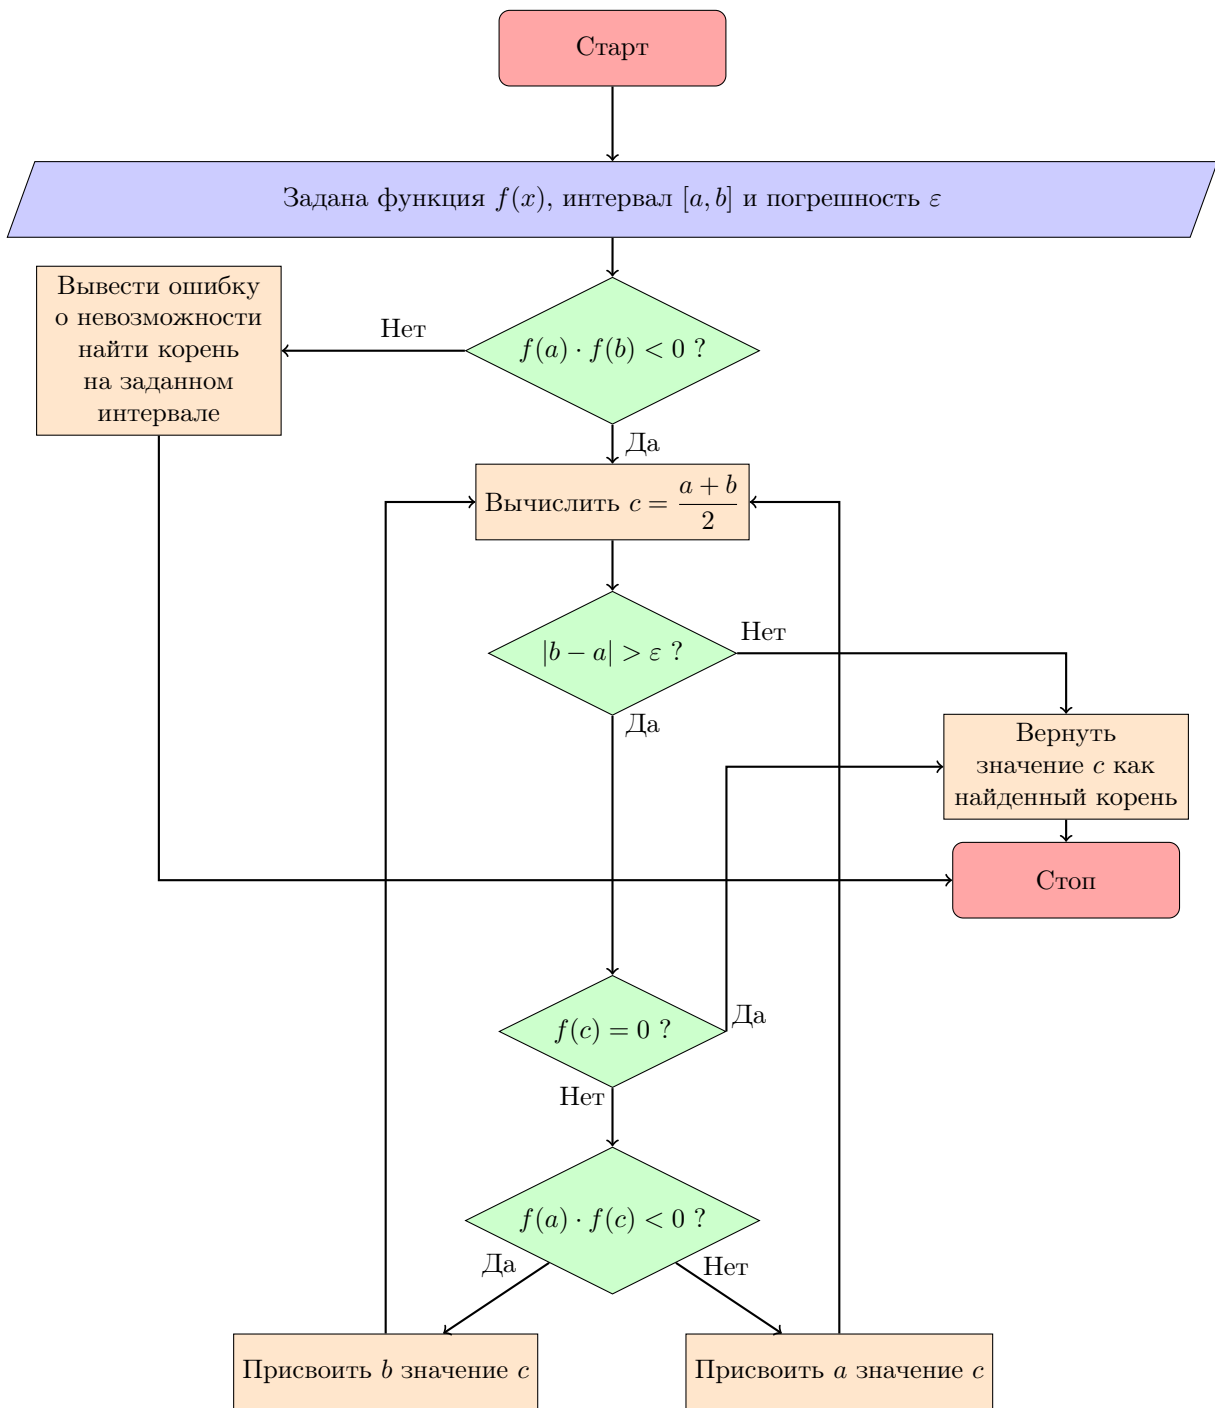 Старт
Задана функция f(x), интервал [a, b] и погрешность ε
Вывести ошибку
о невозможности
найти корень
на заданном
интервале
Нет
f(a) · f(b) < 0 ?
Да
Вычислить c = \frac{a + b}{2}
|b − a| > ε ?
Нет
Да
Вернуть
значение c как
найденный корень
Стоп
f(c) = 0 ?
Да
Нет
f(a) · f(c) < 0 ?
Да
Нет
Присвоить b значение c
Присвоить a значение c